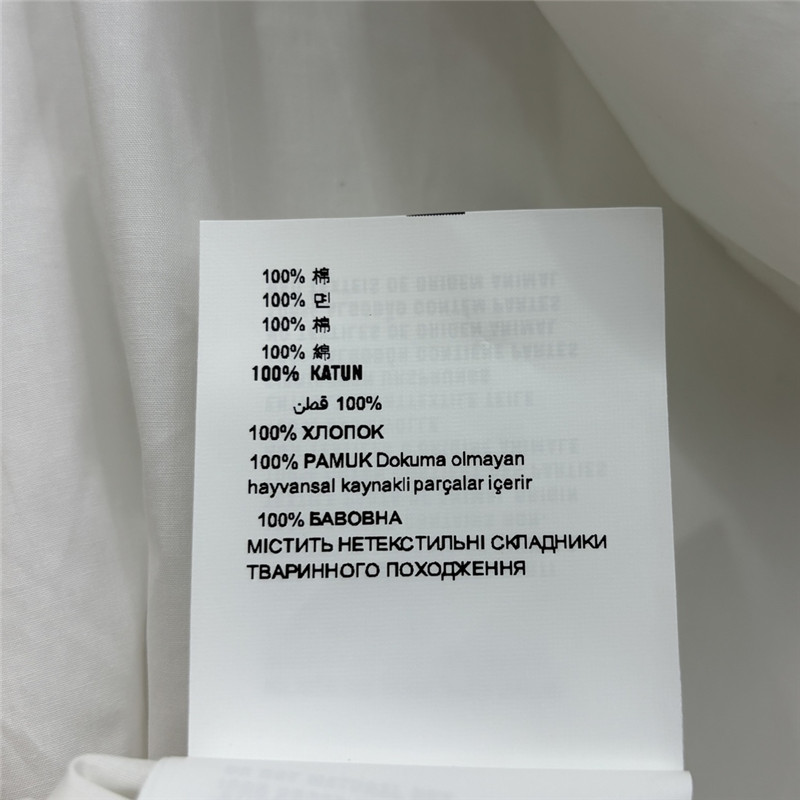 100% 棉
100% 면
100% 棉
100% 綿
100% KATUN
100% قطن
100% ХЛОПОК
100% PAMUK Dokuma olmayan
hayvansal kaynakli parçalar içerir
100% БАВОВНА
МІСТИТЬ НЕТЕКСТИЛЬНІ СКЛАДНИКИ
ТВАРИННОГО ПОХОДЖЕННЯ